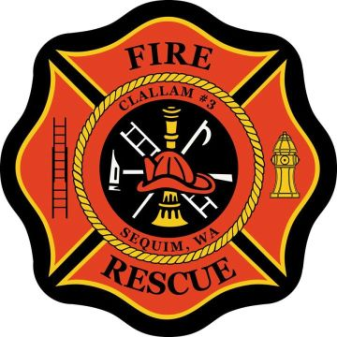 FIRE
CLALLAM #3
SEQUIM, WA
RESCUE